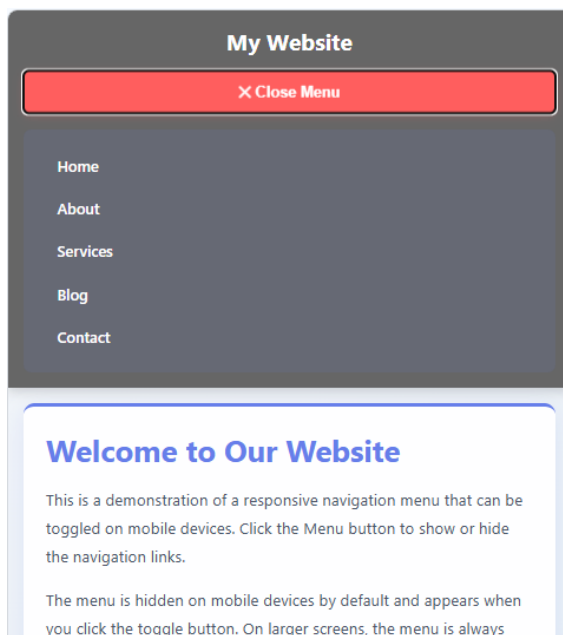 My Website
✕ Close Menu
Home
About
Services
Blog
Contact
Welcome to Our Website
This is a demonstration of a responsive navigation menu that can be
toggled on mobile devices. Click the Menu button to show or hide
the navigation links.
The menu is hidden on mobile devices by default and appears when
you click the toggle button. On larger screens, the menu is always